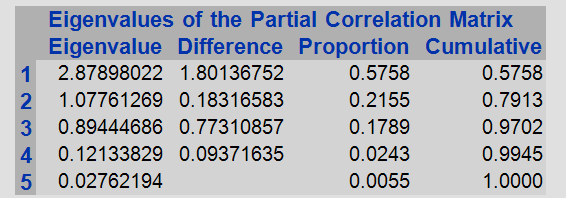 Eigenvalues of the Partial Correlation Matrix
Eigenvalue Difference Proportion Cumulative
1 2.87898022 1.80136752 0.5758 0.5758
2 1.07761269 0.18316583 0.2155 0.7913
3 0.89444686 0.77310857 0.1789 0.9702
4 0.12133829 0.09371635 0.0243 0.9945
5 0.02762194 0.0055 1.0000